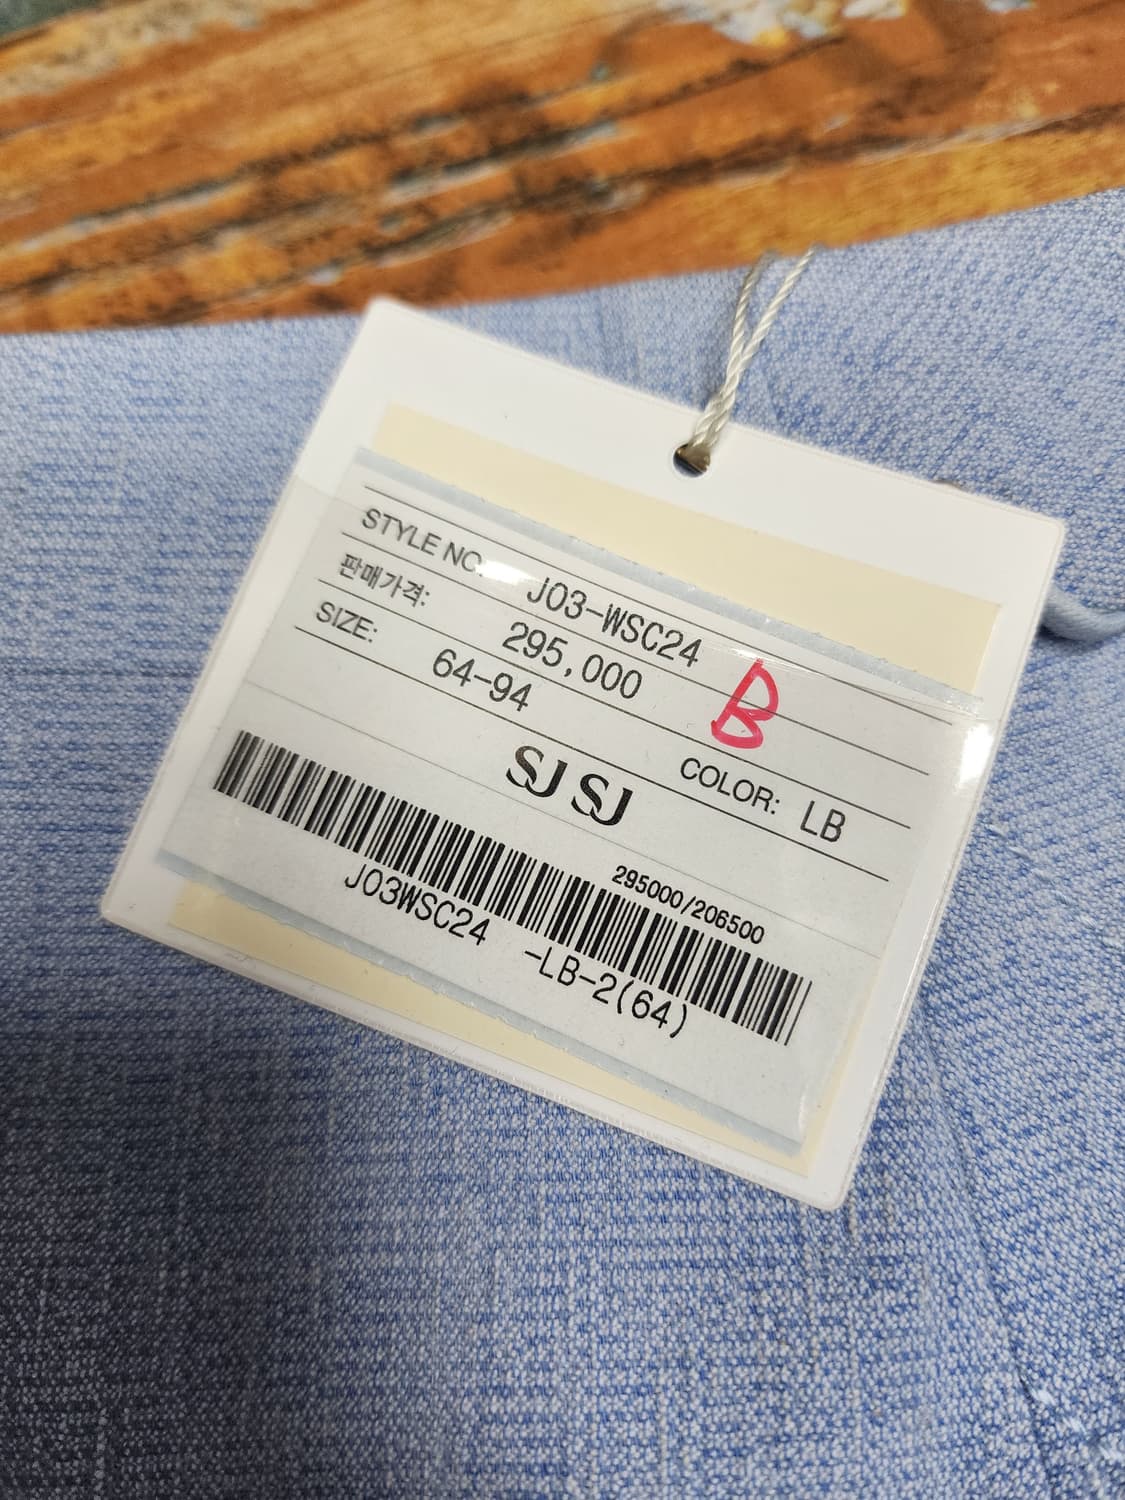 STYLE NO. J03-WSC24
판매가격: 295,000
B
SIZE: 64-94 COLOR: LB
SJSJ
295000/206500
J03WSC24 -LB-2(64)